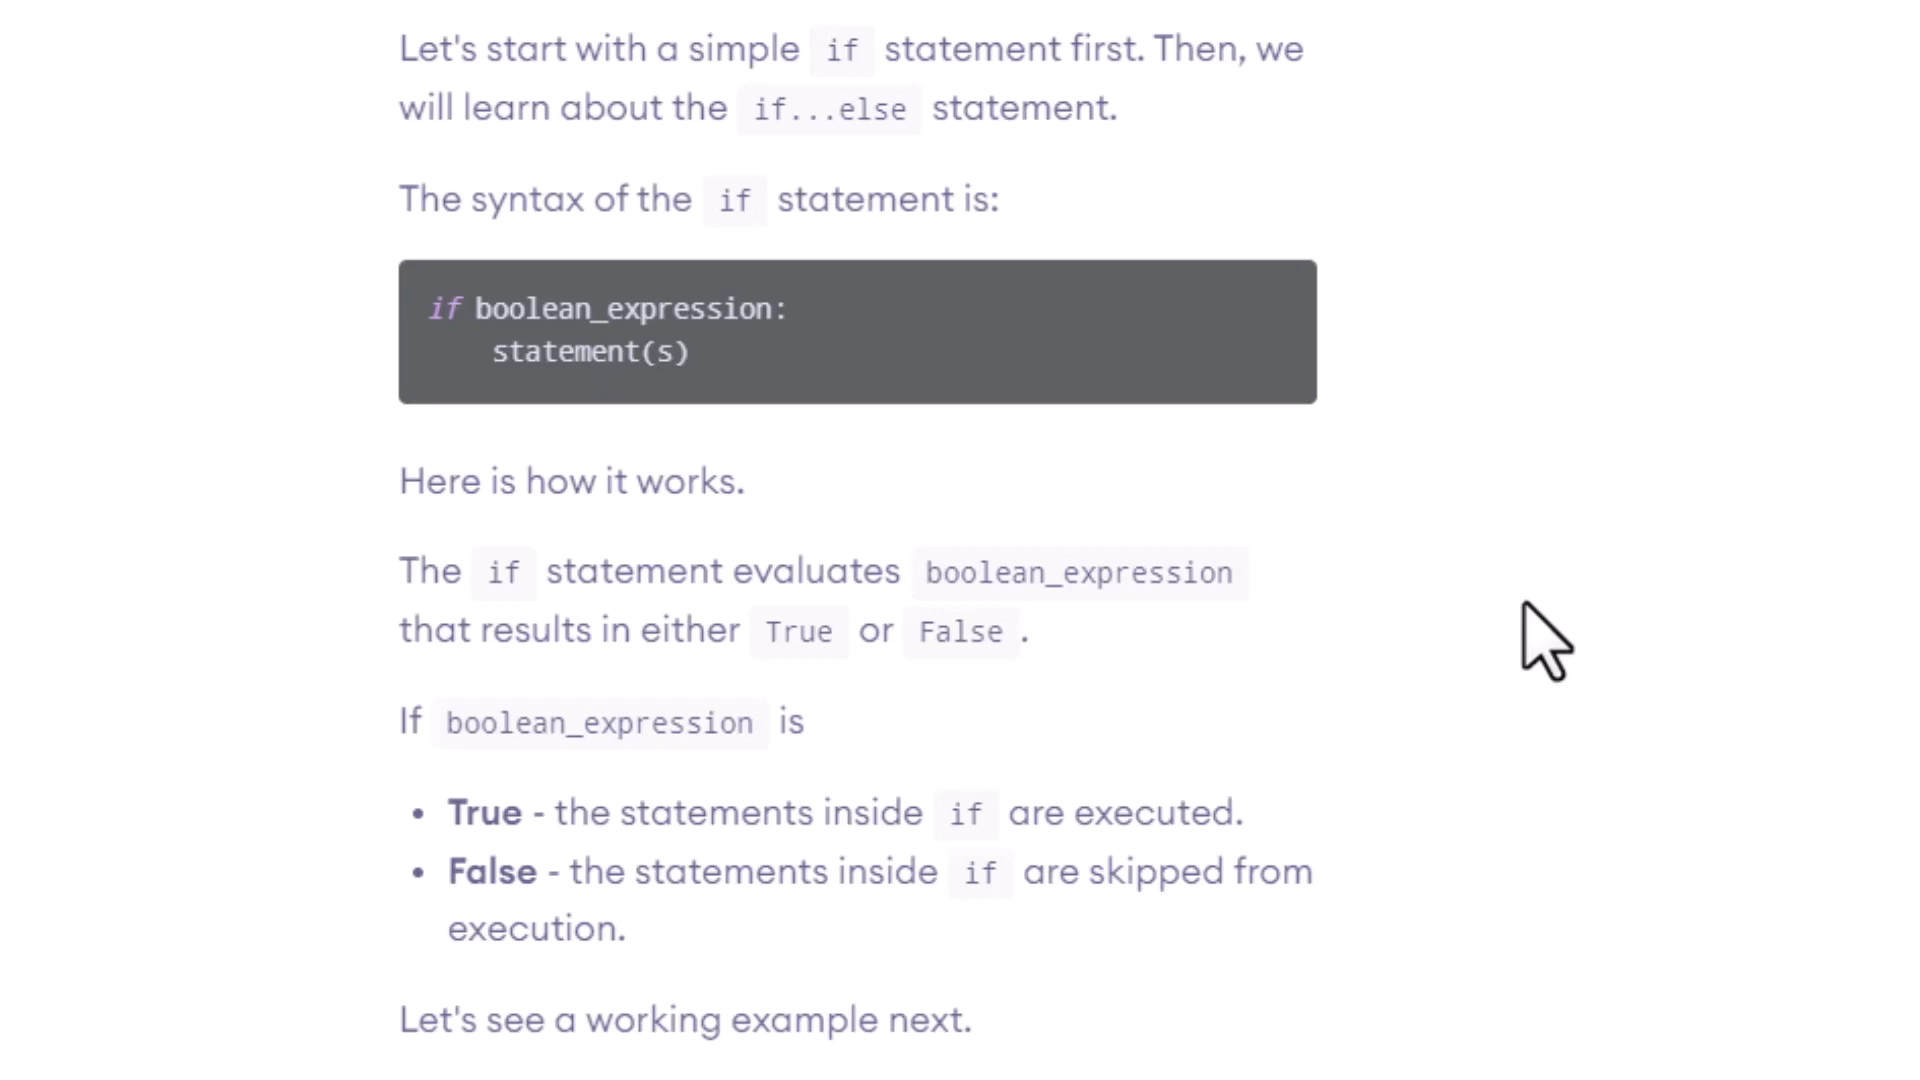 Let's start with a simple if statement first. Then, we
will learn about the if...else statement.
The syntax of the if statement is:
if boolean_expression:
    statement(s)
Here is how it works.
The if statement evaluates boolean_expression
that results in either True or False .
If boolean_expression is
• True - the statements inside if are executed.
• False - the statements inside if are skipped from
execution.
Let's see a working example next.